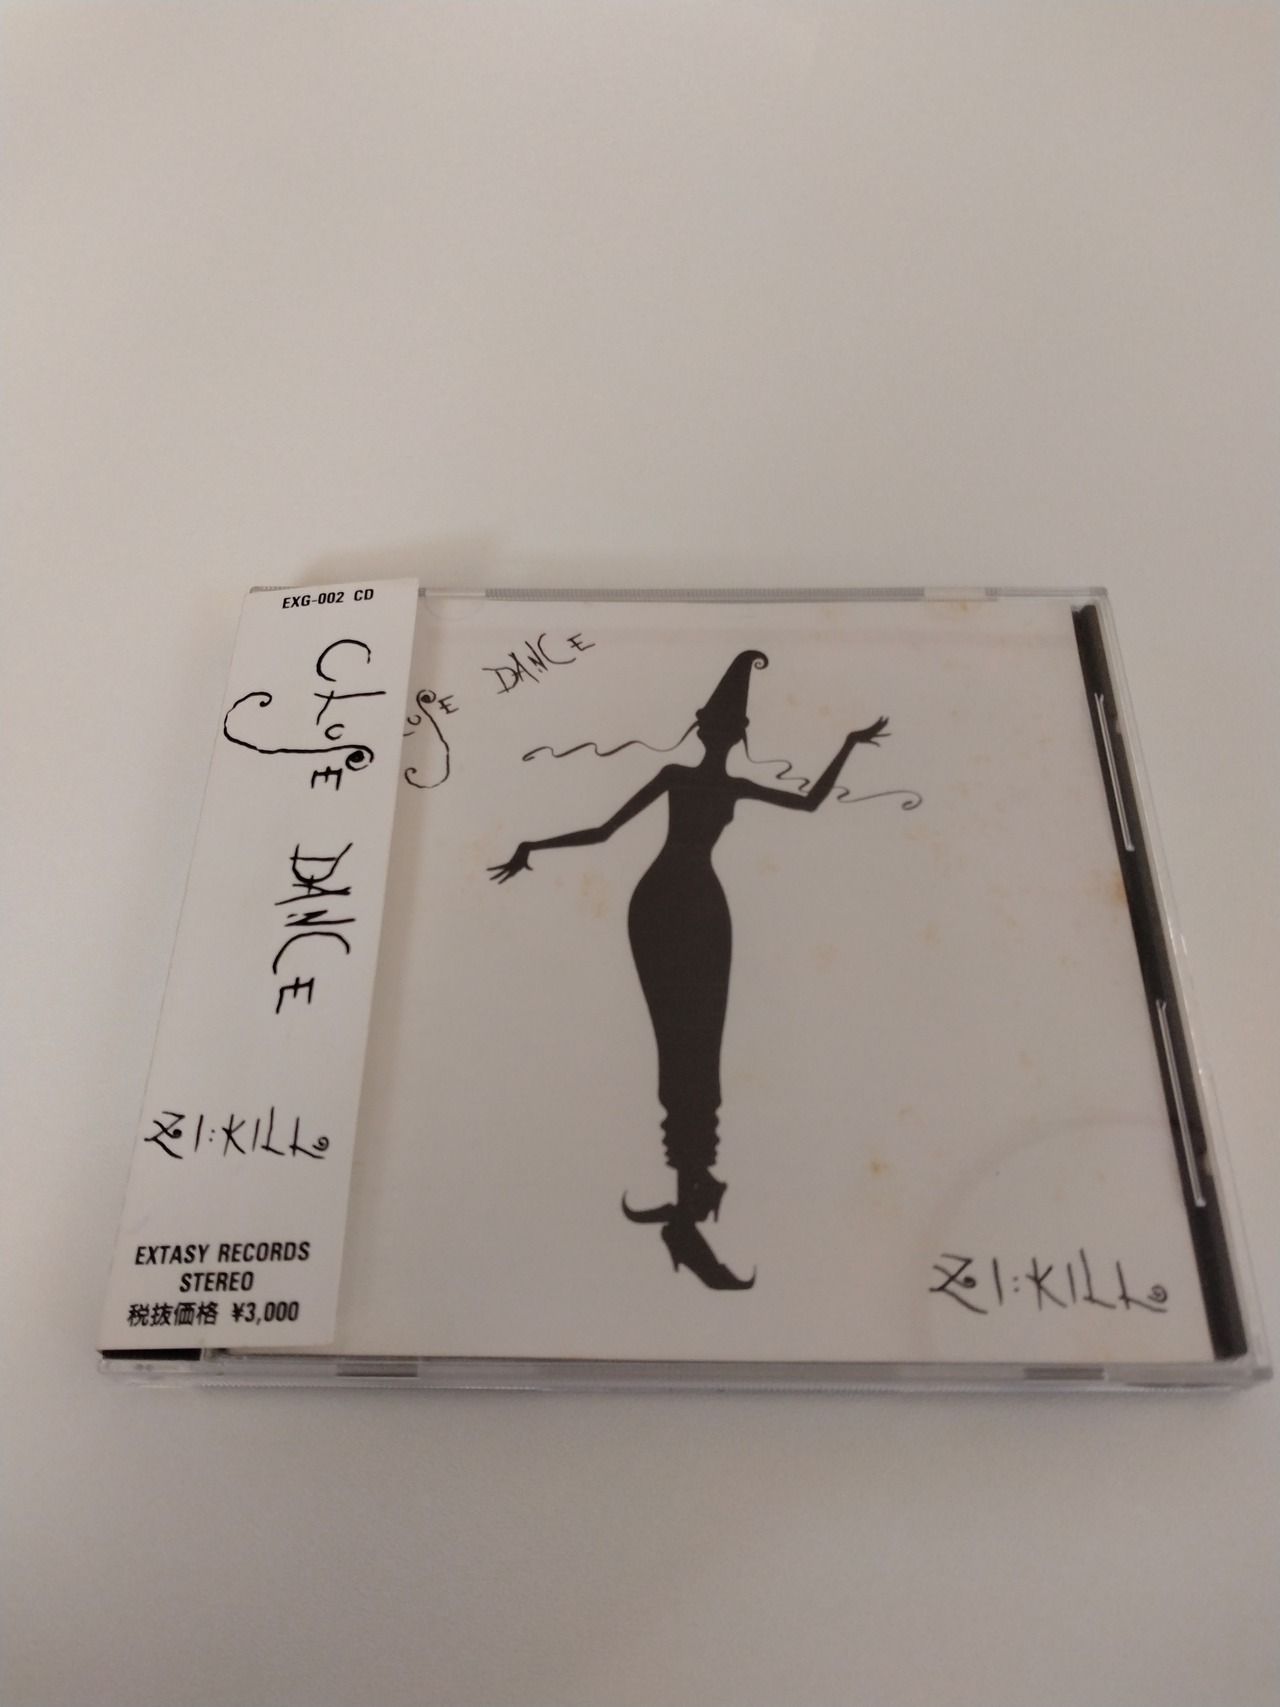 EXG-002 CD
CLOSE DANCE
ZI:KILL
EXTASY RECORDS
STEREO
税抜価格 ¥3,000
DANCE
ZI:KILL